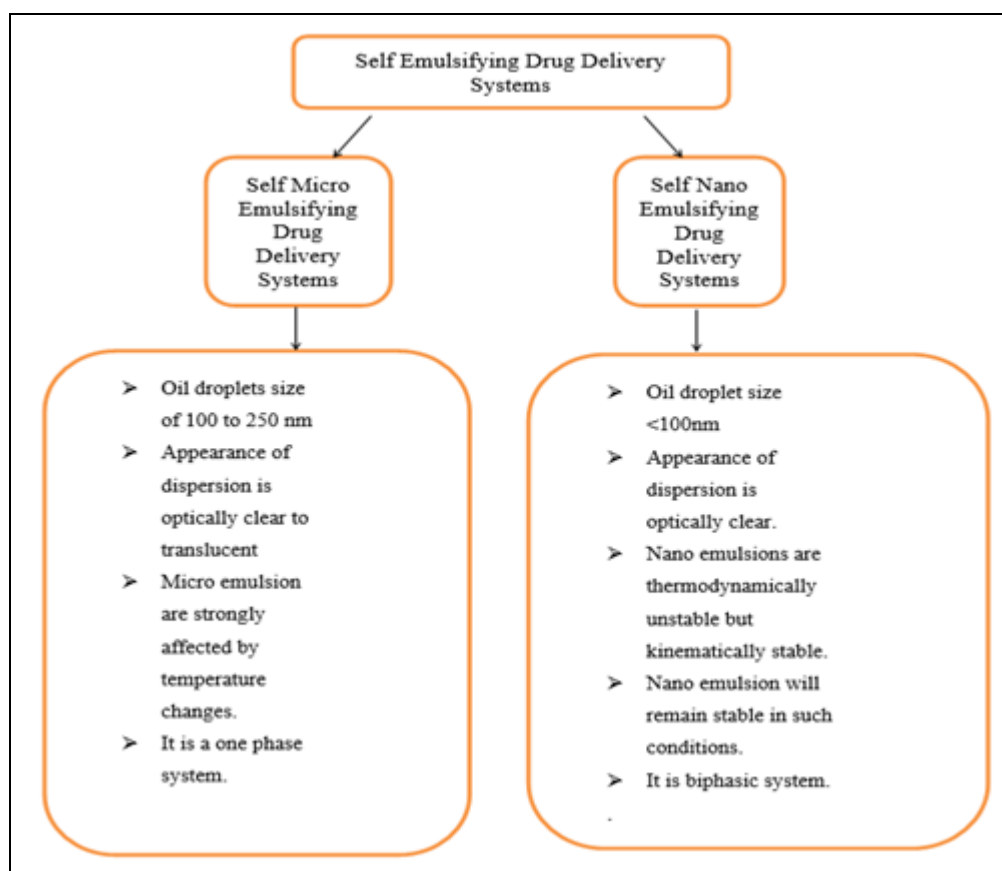 Self Emulsifying Drug Delivery
Systems
Self Micro
Emulsifying
Drug
Delivery
Systems
Self Nano
Emulsifying
Drug
Delivery
Systems
➢ Oil droplets size
of 100 to 250 nm
➢ Appearance of
dispersion is
optically clear to
translucent
➢ Micro emulsion
are strongly
affected by
temperature
changes.
➢ It is a one phase
system.
➢ Oil droplet size
<100nm
➢ Appearance of
dispersion is
optically clear.
➢ Nano emulsions are
thermodynamically
unstable but
kinematically stable.
➢ Nano emulsion will
remain stable in such
conditions.
➢ It is biphasic system.
.